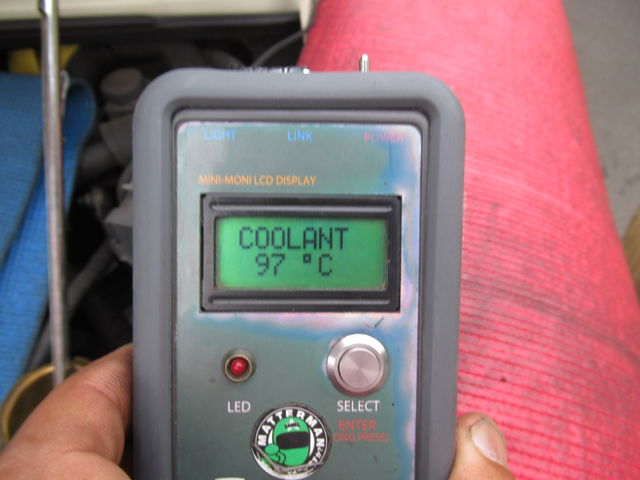 LIGHT LINK POWER
MINI-MONI LCD DISPLAY
COOLANT
97 °C
LED SELECT
ENTER
(LONG PRESS)
MATTERMAN